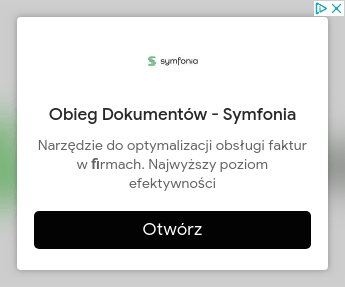 symfonia
Obieg Dokumentów - Symfonia
Narzędzie do optymalizacji obsługi faktur
w firmach. Najwyższy poziom
efektywności
Otwórz